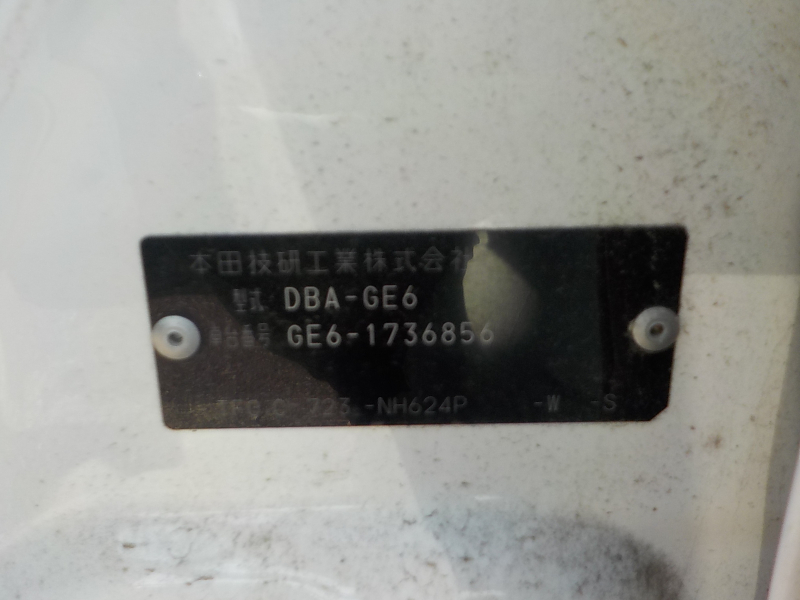 本田技研工業株式会社
型式 DBA-GE6
車台番号 GE6-1736856
723 -NH624P -W -S